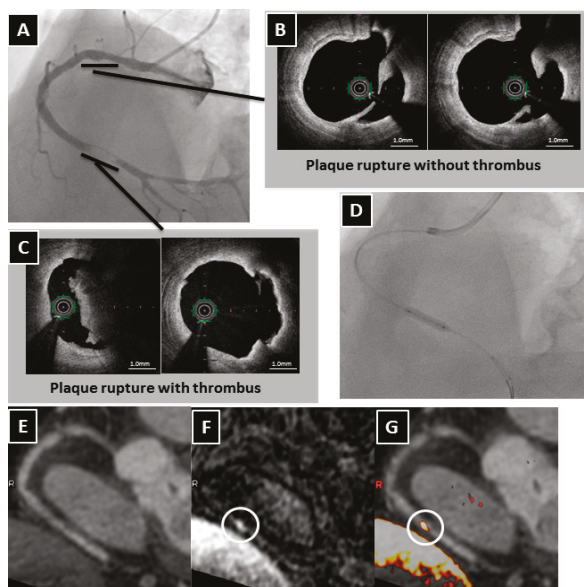 A
B
1.0mm
1.0mm
Plaque rupture without thrombus
C
1.0mm
1.0mm
Plaque rupture with thrombus
D
E
R
F
G
R